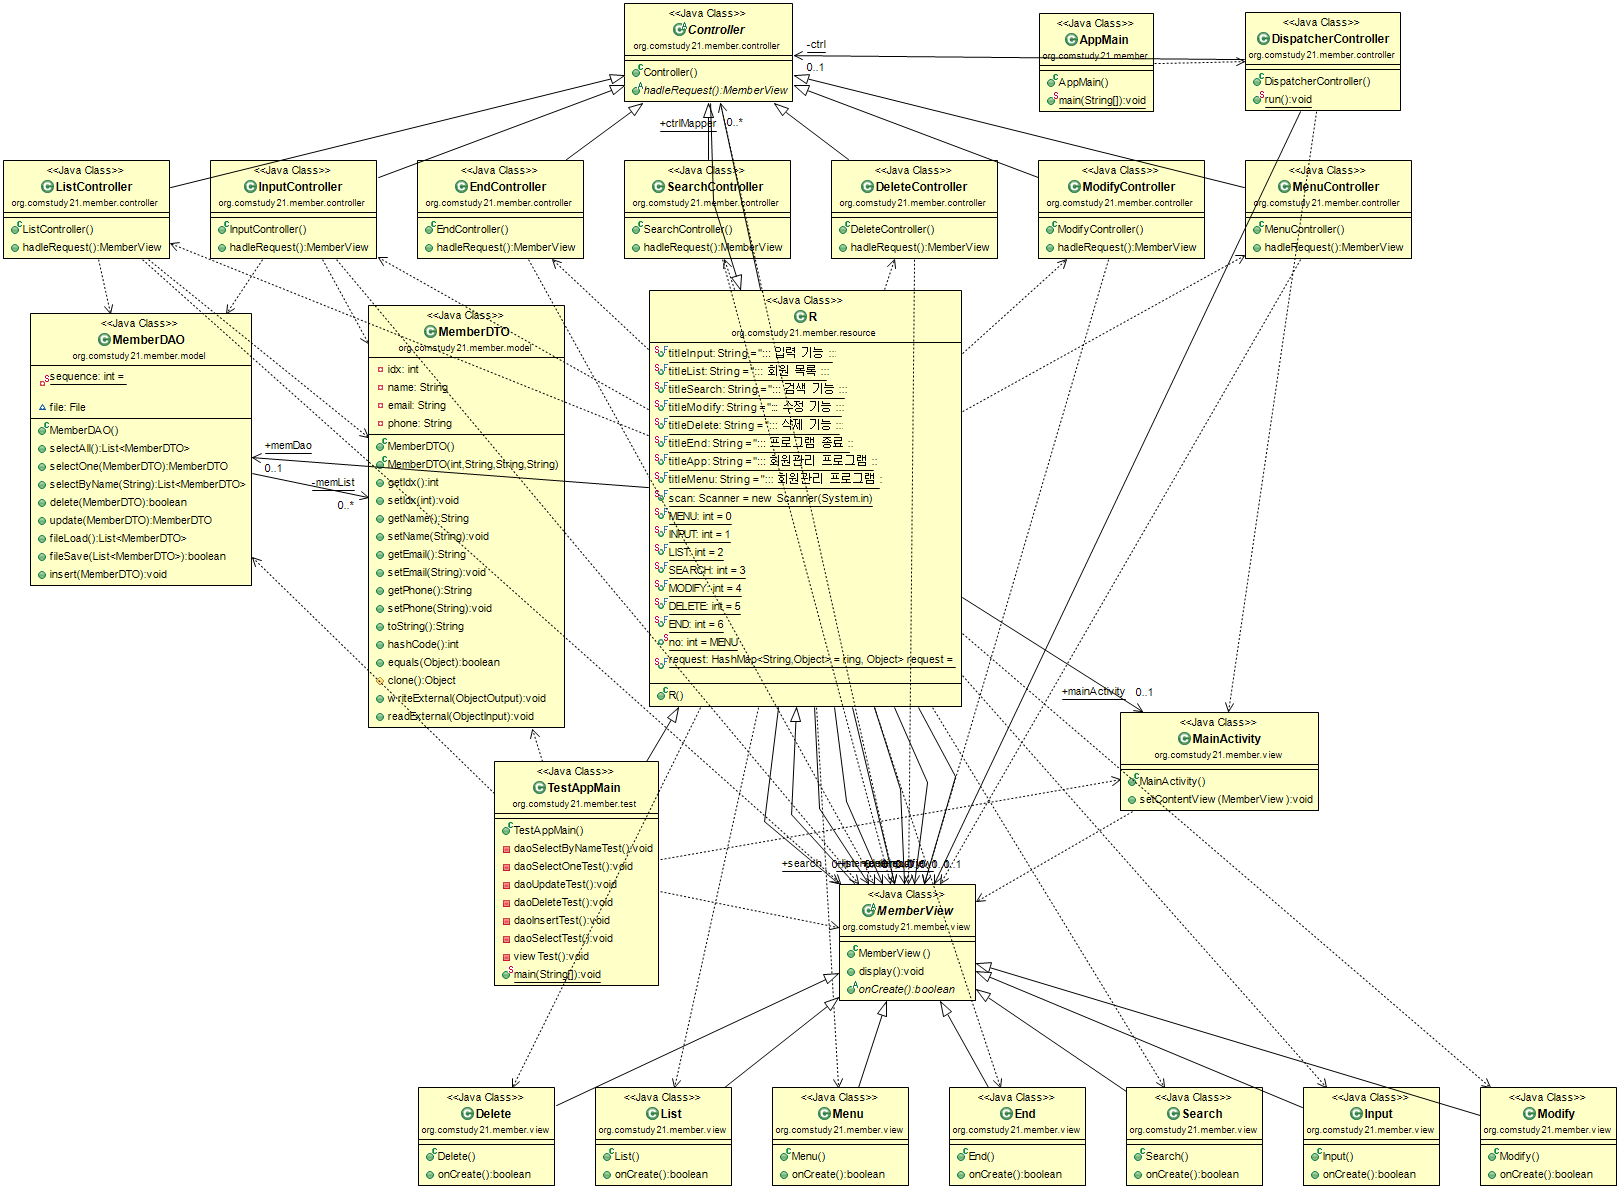 <<Java Class>>
Controller
org.comstudy21.member.controller
Controller()
hadleRequest():MemberView
<<Java Class>>
AppMain
org.comstudy21.member
AppMain()
main(String[]):void
<<Java Class>>
DispatcherController
org.comstudy21.member.controller
DispatcherController()
run():void
-ctrl
0..1
+ctrlMapper
0..*
<<Java Class>>
ListController
org.comstudy21.member.controller
ListController()
hadleRequest():MemberView
<<Java Class>>
InputController
org.comstudy21.member.controller
InputController()
hadleRequest():MemberView
<<Java Class>>
EndController
org.comstudy21.member.controller
EndController()
hadleRequest():MemberView
<<Java Class>>
SearchController
org.comstudy21.member.controller
SearchController()
hadleRequest():MemberView
<<Java Class>>
DeleteController
org.comstudy21.member.controller
DeleteController()
hadleRequest():MemberView
<<Java Class>>
ModifyController
org.comstudy21.member.controller
ModifyController()
hadleRequest():MemberView
<<Java Class>>
MenuController
org.comstudy21.member.controller
MenuController()
hadleRequest():MemberView
<<Java Class>>
MemberDAO
org.comstudy21.member.model
sequence: int =
file: File
MemberDAO()
selectAll():List<MemberDTO>
selectOne(MemberDTO):MemberDTO
selectByName(String):List<MemberDTO>
delete(MemberDTO):boolean
update(MemberDTO):MemberDTO
fileLoad():List<MemberDTO>
fileSave(List<MemberDTO>):boolean
insert(MemberDTO):void
+memDao
0..1
-memList
0..*
<<Java Class>>
MemberDTO
org.comstudy21.member.model
idx: int
name: String
email: String
phone: String
MemberDTO()
MemberDTO(int,String,String,String)
getIdx():int
setIdx(int):void
getName():String
setName(String):void
getEmail():String
setEmail(String):void
getPhone():String
setPhone(String):void
toString():String
hashCode():int
equals(Object):boolean
clone():Object
writeExternal(ObjectOutput):void
readExternal(ObjectInput):void
<<Java Class>>
R
org.comstudy21.member.resource
titleInput: String = "::: 입력 기능 :::
titleList: String = "::: 회원 목록 :::
titleSearch: String = "::: 검색 기능 :::
titleModify: String = "::: 수정 기능 :::
titleDelete: String = "::: 삭제 기능 :::
titleEnd: String = "::: 프로그램 종료 ::
titleApp: String = "::: 회원관리 프로그램 ::
titleMenu: String = "::: 회원관리 프로그램 :
scan: Scanner = new Scanner(System.in)
MENU: int = 0
INPUT: int = 1
LIST: int = 2
SEARCH: int = 3
MODIFY: int = 4
DELETE: int = 5
END: int = 6
no: int = MENU
request: HashMap<String,Object> = ring, Object> request =
R()
+mainActivity
0..1
<<Java Class>>
MainActivity
org.comstudy21.member.view
MainActivity()
setContentView(MemberView):void
<<Java Class>>
TestAppMain
org.comstudy21.member.test
TestAppMain()
daoSelectByNameTest():void
daoSelectOneTest():void
daoUpdateTest():void
daoDeleteTest():void
daoInsertTest():void
daoSelectTest():void
viewTest():void
main(String[]):void
+search
0..1
<<Java Class>>
MemberView
org.comstudy21.member.view
MemberView()
display():void
onCreate():boolean
<<Java Class>>
Delete
org.comstudy21.member.view
Delete()
onCreate():boolean
<<Java Class>>
List
org.comstudy21.member.view
List()
onCreate():boolean
<<Java Class>>
Menu
org.comstudy21.member.view
Menu()
onCreate():boolean
<<Java Class>>
End
org.comstudy21.member.view
End()
onCreate():boolean
<<Java Class>>
Search
org.comstudy21.member.view
Search()
onCreate():boolean
<<Java Class>>
Input
org.comstudy21.member.view
Input()
onCreate():boolean
<<Java Class>>
Modify
org.comstudy21.member.view
Modify()
onCreate():boolean